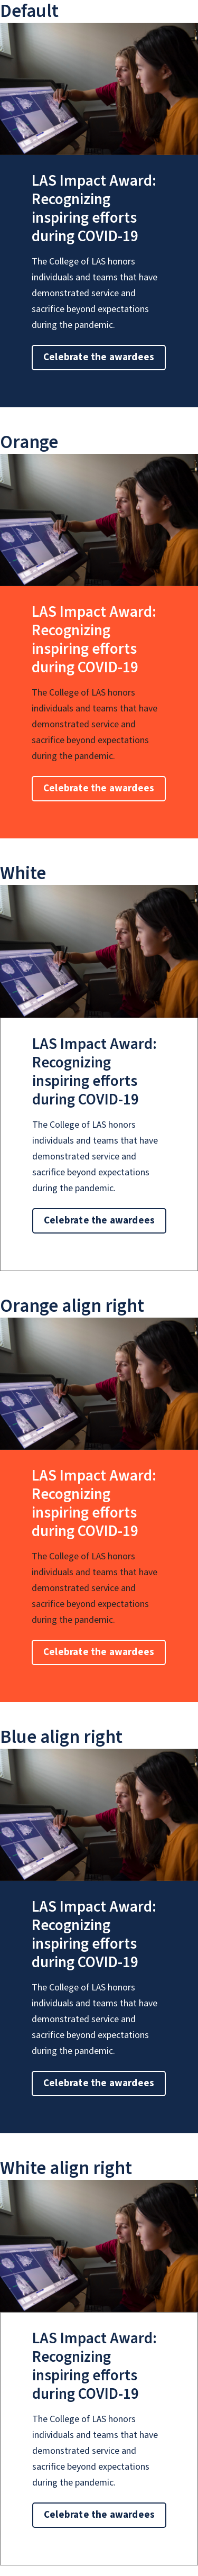 Default
LAS Impact Award:
Recognizing
inspiring efforts
during COVID-19
The College of LAS honors
individuals and teams that have
demonstrated service and
sacrifice beyond expectations
during the pandemic.
Celebrate the awardees
Orange
LAS Impact Award:
Recognizing
inspiring efforts
during COVID-19
The College of LAS honors
individuals and teams that have
demonstrated service and
sacrifice beyond expectations
during the pandemic.
Celebrate the awardees
White
LAS Impact Award:
Recognizing
inspiring efforts
during COVID-19
The College of LAS honors
individuals and teams that have
demonstrated service and
sacrifice beyond expectations
during the pandemic.
Celebrate the awardees
Orange align right
LAS Impact Award:
Recognizing
inspiring efforts
during COVID-19
The College of LAS honors
individuals and teams that have
demonstrated service and
sacrifice beyond expectations
during the pandemic.
Celebrate the awardees
Blue align right
LAS Impact Award:
Recognizing
inspiring efforts
during COVID-19
The College of LAS honors
individuals and teams that have
demonstrated service and
sacrifice beyond expectations
during the pandemic.
Celebrate the awardees
White align right
LAS Impact Award:
Recognizing
inspiring efforts
during COVID-19
The College of LAS honors
individuals and teams that have
demonstrated service and
sacrifice beyond expectations
during the pandemic.
Celebrate the awardees